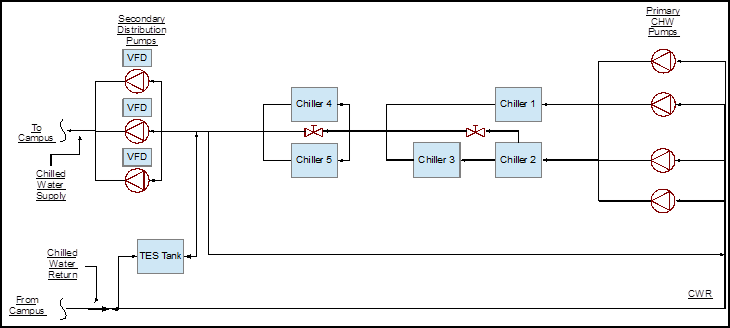 Secondary
Distribution
Pumps
Primary
CHW
Pumps
VFD
VFD
VFD
Chiller 4
Chiller 1
To
Campus
Chiller 5
Chiller 3
Chiller 2
Chilled
Water
Supply
Chilled
Water
Return
TES Tank
From
Campus
CWR